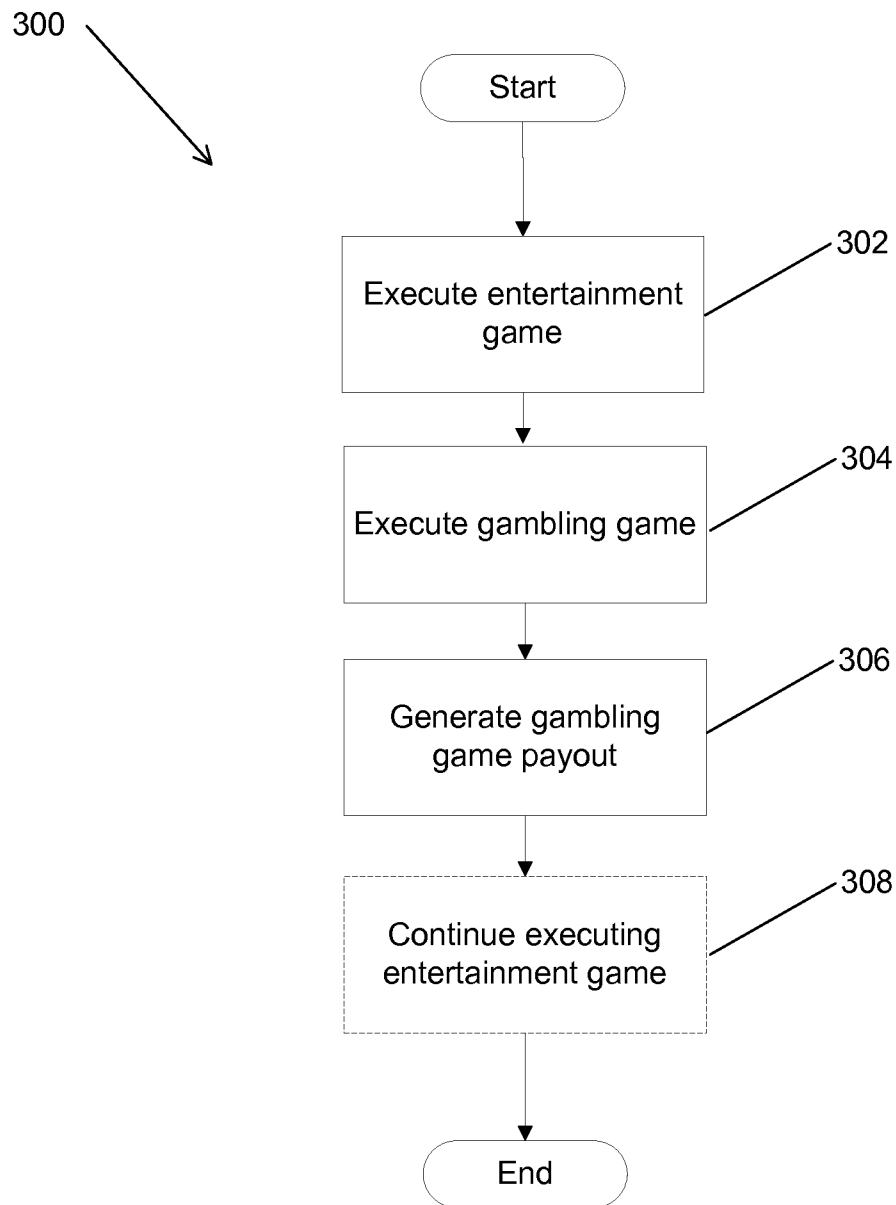 300
Start
302
Execute entertainment
game
304
Execute gambling game
306
Generate gambling
game payout
308
Continue executing
entertainment game
End